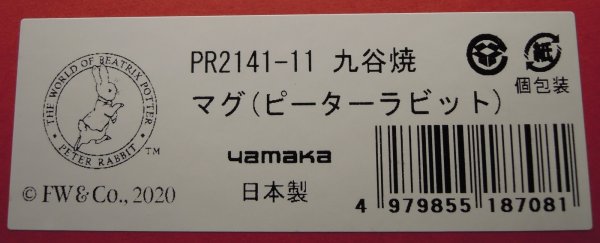 THE WORLD OF BEATRIX POTTER
PETER RABBIT
TM
© FW & Co., 2020
PR2141-11 九谷焼
マグ(ピーターラビット)
yamaka
日本製
紙
個包装
4 979855 187081